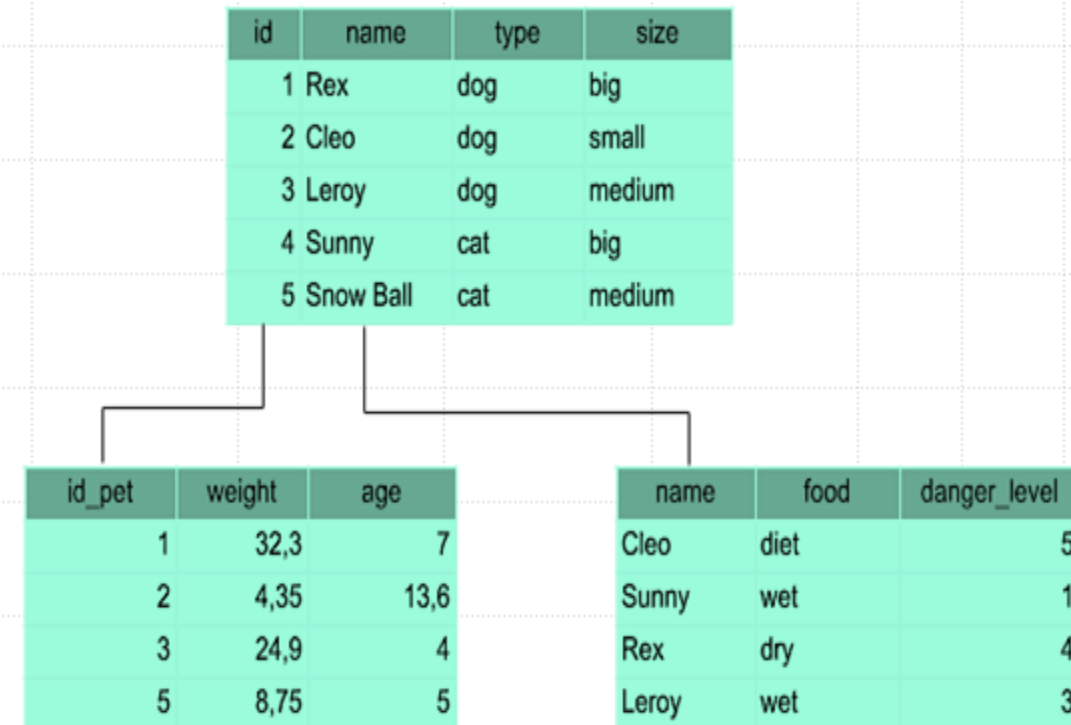 id name type size
1 Rex dog big
2 Cleo dog small
3 Leroy dog medium
4 Sunny cat big
5 Snow Ball cat medium
id_pet weight age
1 32,3 7
2 4,35 13,6
3 24,9 4
5 8,75 5
name food danger_level
Cleo diet 5
Sunny wet 1
Rex dry 4
Leroy wet 3